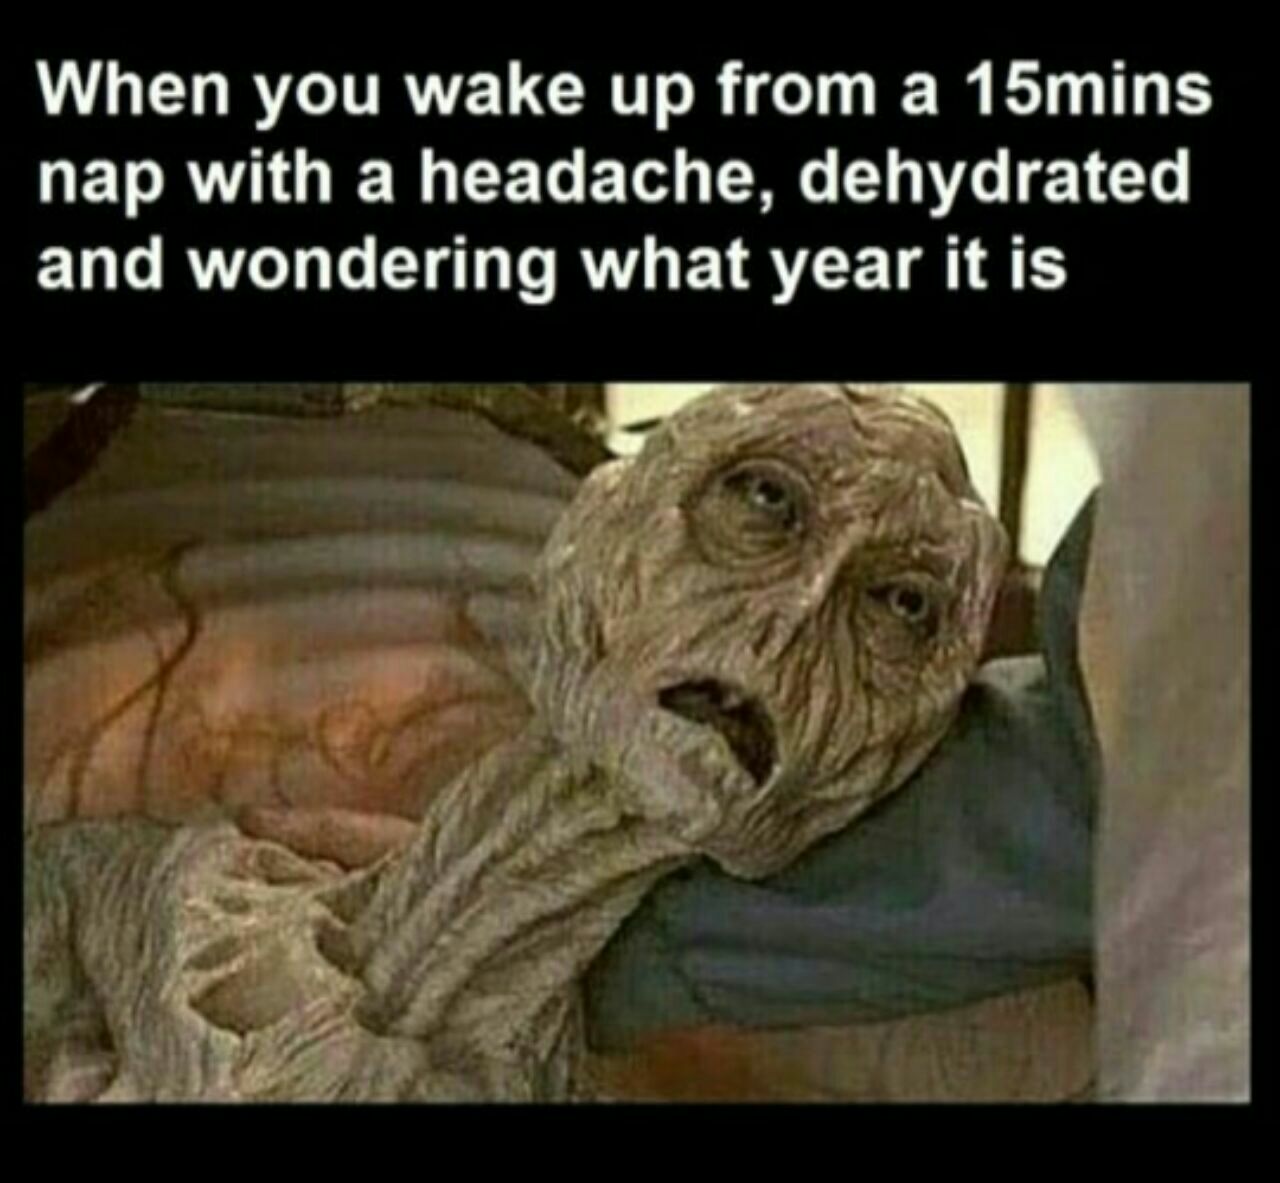 When you wake up from a 15mins
nap with a headache, dehydrated
and wondering what year it is